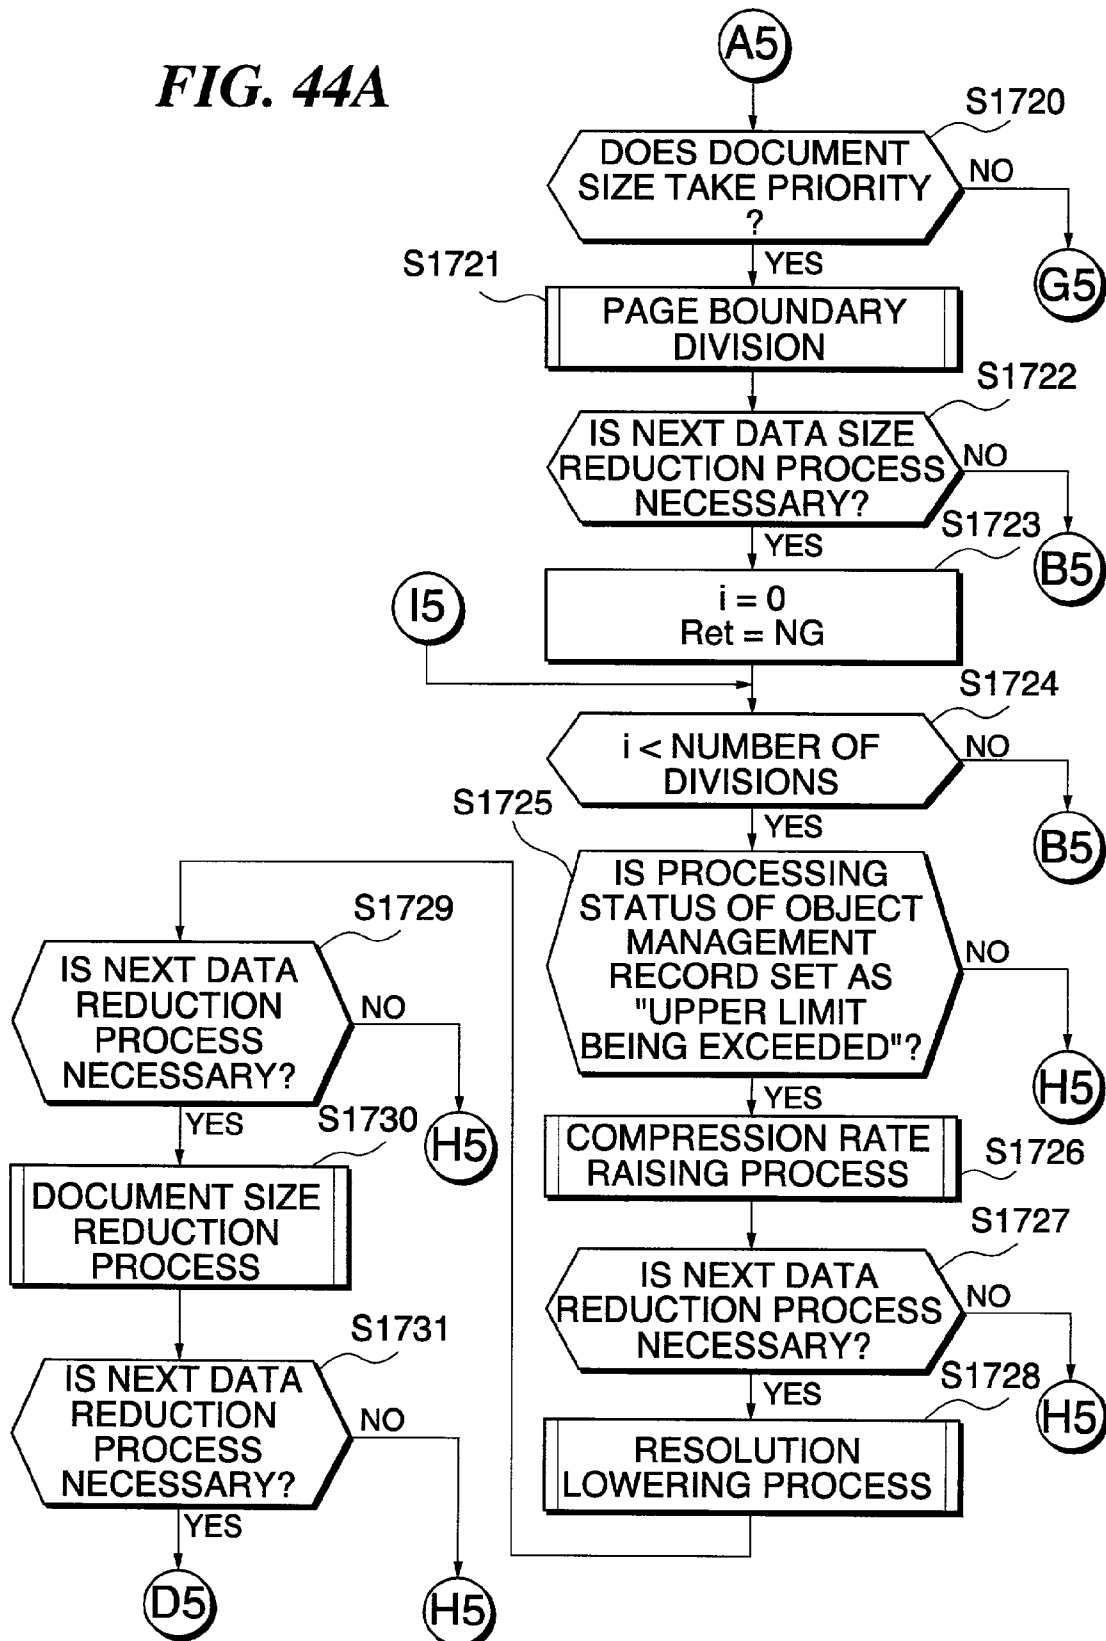 FIG. 44A
A5
S1720
DOES DOCUMENT
SIZE TAKE PRIORITY
?
NO
G5
YES
S1721
PAGE BOUNDARY
DIVISION
S1722
IS NEXT DATA SIZE
REDUCTION PROCESS
NECESSARY?
NO
B5
YES
S1723
i = 0
Ret = NG
I5
S1724
i < NUMBER OF
DIVISIONS
NO
B5
YES
S1725
IS PROCESSING
STATUS OF OBJECT
MANAGEMENT
RECORD SET AS
"UPPER LIMIT
BEING EXCEEDED"?
NO
H5
YES
COMPRESSION RATE
RAISING PROCESS
S1726
S1727
IS NEXT DATA
REDUCTION PROCESS
NECESSARY?
NO
H5
YES
S1728
RESOLUTION
LOWERING PROCESS
S1729
IS NEXT DATA
REDUCTION
PROCESS
NECESSARY?
NO
H5
YES
S1730
DOCUMENT SIZE
REDUCTION
PROCESS
S1731
IS NEXT DATA
REDUCTION
PROCESS
NECESSARY?
NO
H5
YES
D5